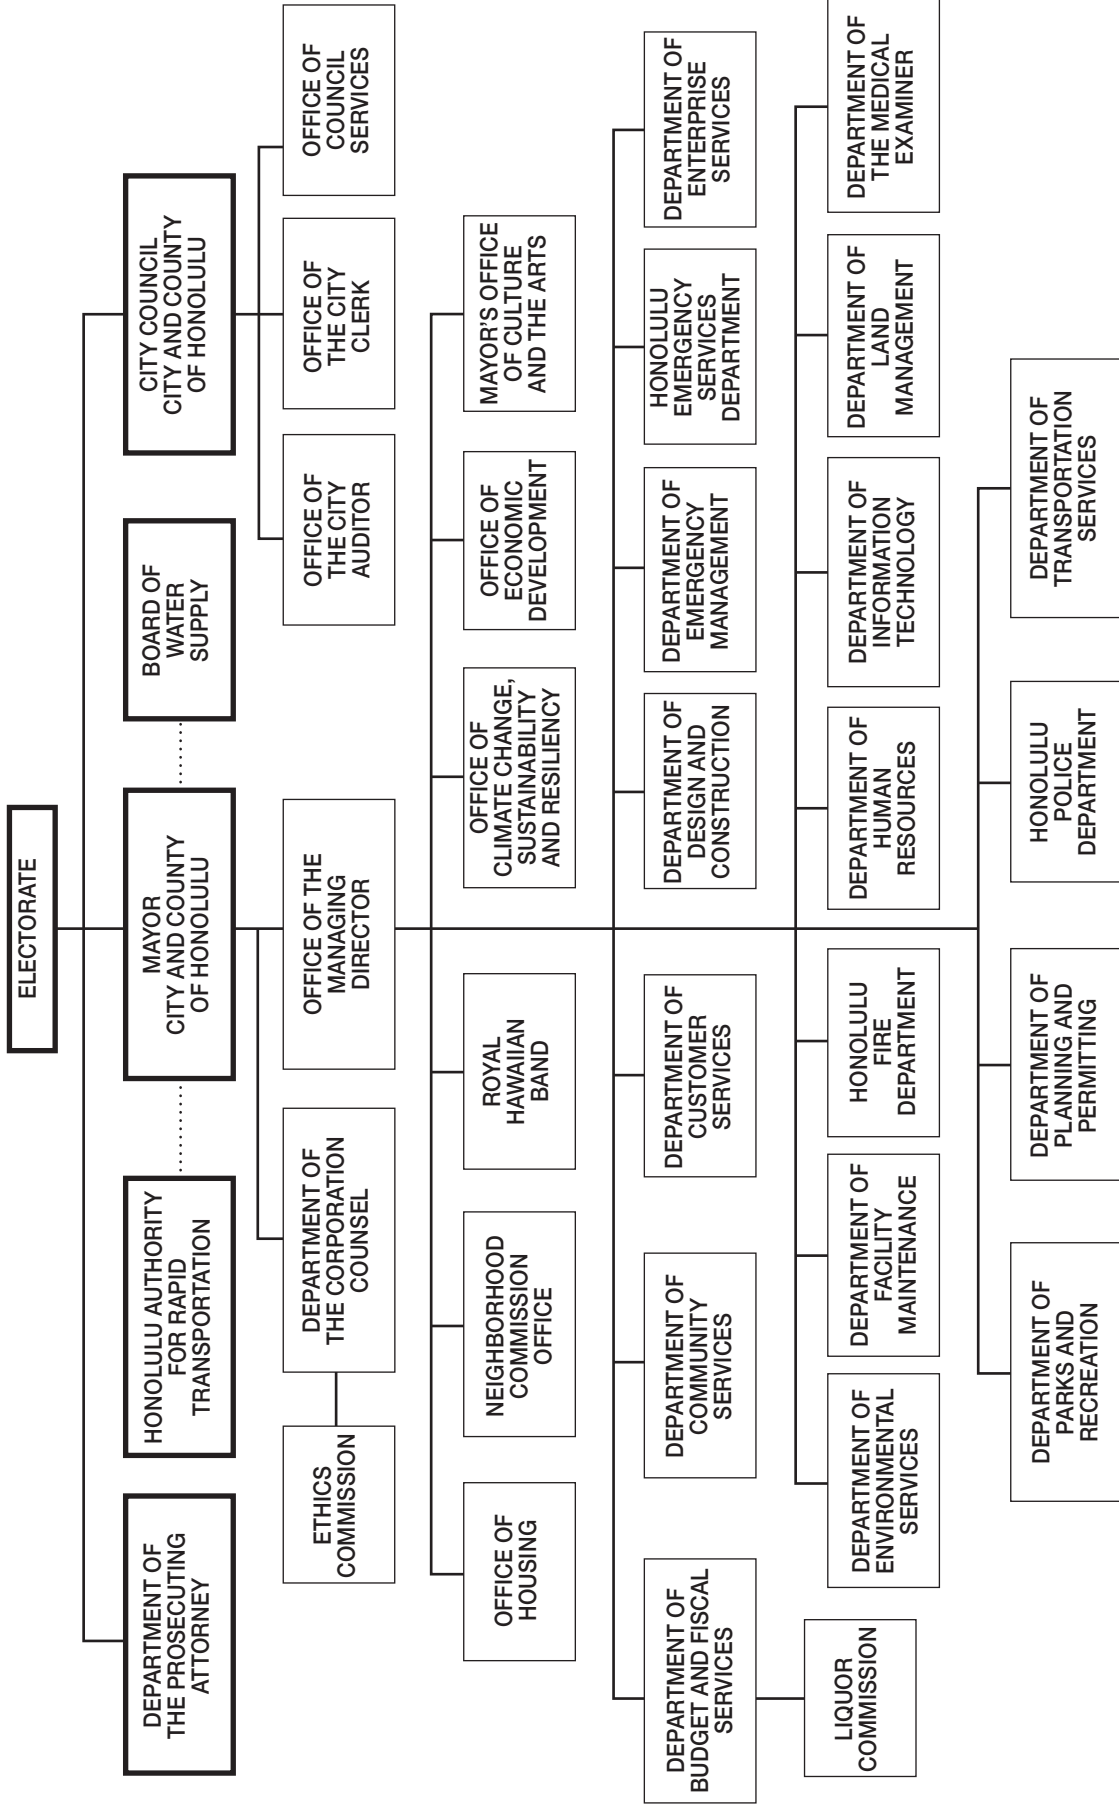 ELECTORATE
DEPARTMENT OF
THE PROSECUTING
ATTORNEY
HONOLULU AUTHORITY
FOR RAPID
TRANSPORTATION
MAYOR
CITY AND COUNTY
OF HONOLULU
BOARD OF
WATER
SUPPLY
CITY COUNCIL
CITY AND COUNTY
OF HONOLULU
ETHICS
COMMISSION
DEPARTMENT OF
THE CORPORATION
COUNSEL
OFFICE OF THE
MANAGING
DIRECTOR
OFFICE OF
THE CITY
AUDITOR
OFFICE OF
THE CITY
CLERK
OFFICE OF
COUNCIL
SERVICES
OFFICE OF
HOUSING
NEIGHBORHOOD
COMMISSION
OFFICE
ROYAL
HAWAIIAN
BAND
OFFICE OF
CLIMATE CHANGE,
SUSTAINABILITY
AND RESILIENCY
OFFICE OF
ECONOMIC
DEVELOPMENT
MAYOR'S OFFICE
OF CULTURE
AND THE ARTS
DEPARTMENT OF
BUDGET AND FISCAL
SERVICES
DEPARTMENT OF
COMMUNITY
SERVICES
DEPARTMENT OF
CUSTOMER
SERVICES
DEPARTMENT OF
DESIGN AND
CONSTRUCTION
DEPARTMENT OF
EMERGENCY
MANAGEMENT
HONOLULU
EMERGENCY
SERVICES
DEPARTMENT
DEPARTMENT OF
ENTERPRISE
SERVICES
LIQUOR
COMMISSION
DEPARTMENT OF
ENVIRONMENTAL
SERVICES
DEPARTMENT OF
FACILITY
MAINTENANCE
HONOLULU
FIRE
DEPARTMENT
DEPARTMENT OF
HUMAN
RESOURCES
DEPARTMENT OF
INFORMATION
TECHNOLOGY
DEPARTMENT OF
LAND
MANAGEMENT
DEPARTMENT OF
THE MEDICAL
EXAMINER
DEPARTMENT OF
PARKS AND
RECREATION
DEPARTMENT OF
PLANNING AND
PERMITTING
HONOLULU
POLICE
DEPARTMENT
DEPARTMENT OF
TRANSPORTATION
SERVICES